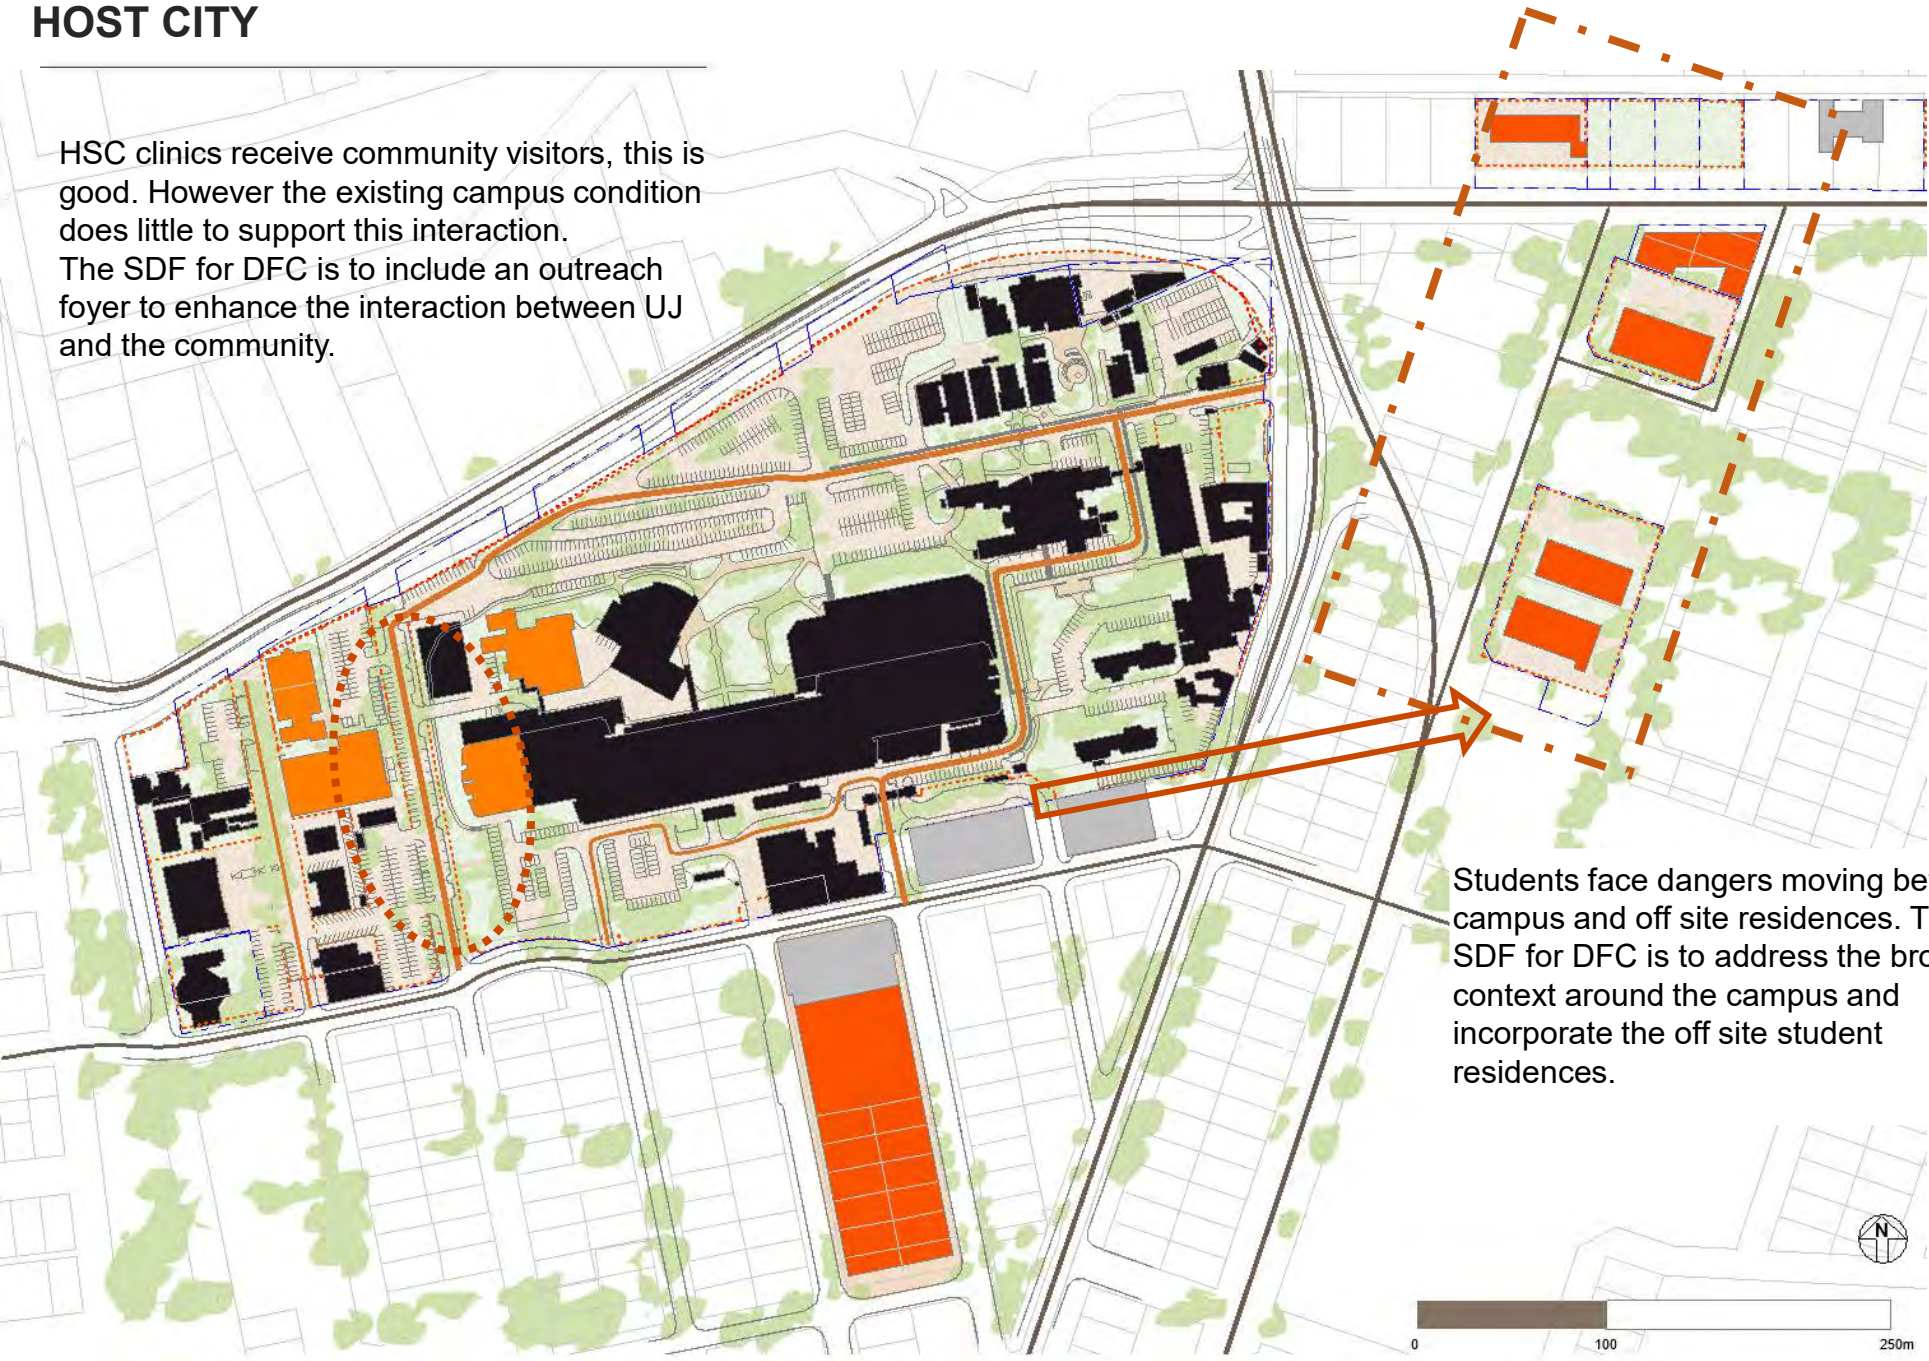 HOST CITY
HSC clinics receive community visitors, this is
good. However the existing campus condition
does little to support this interaction.
The SDF for DFC is to include an outreach
foyer to enhance the interaction between UJ
and the community.
Students face dangers moving be
campus and off site residences. T
SDF for DFC is to address the bro
context around the campus and
incorporate the off site student
residences.
N
0 100 250m